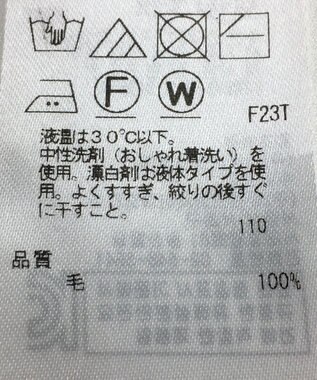 F W F23T
液温は３０℃以下。
中性洗剤（おしゃれ着洗い）を
使用。漂白剤は液体タイプを使
用。よくすすぎ、絞りの後すぐ
に干すこと。
110
品質
毛 100%